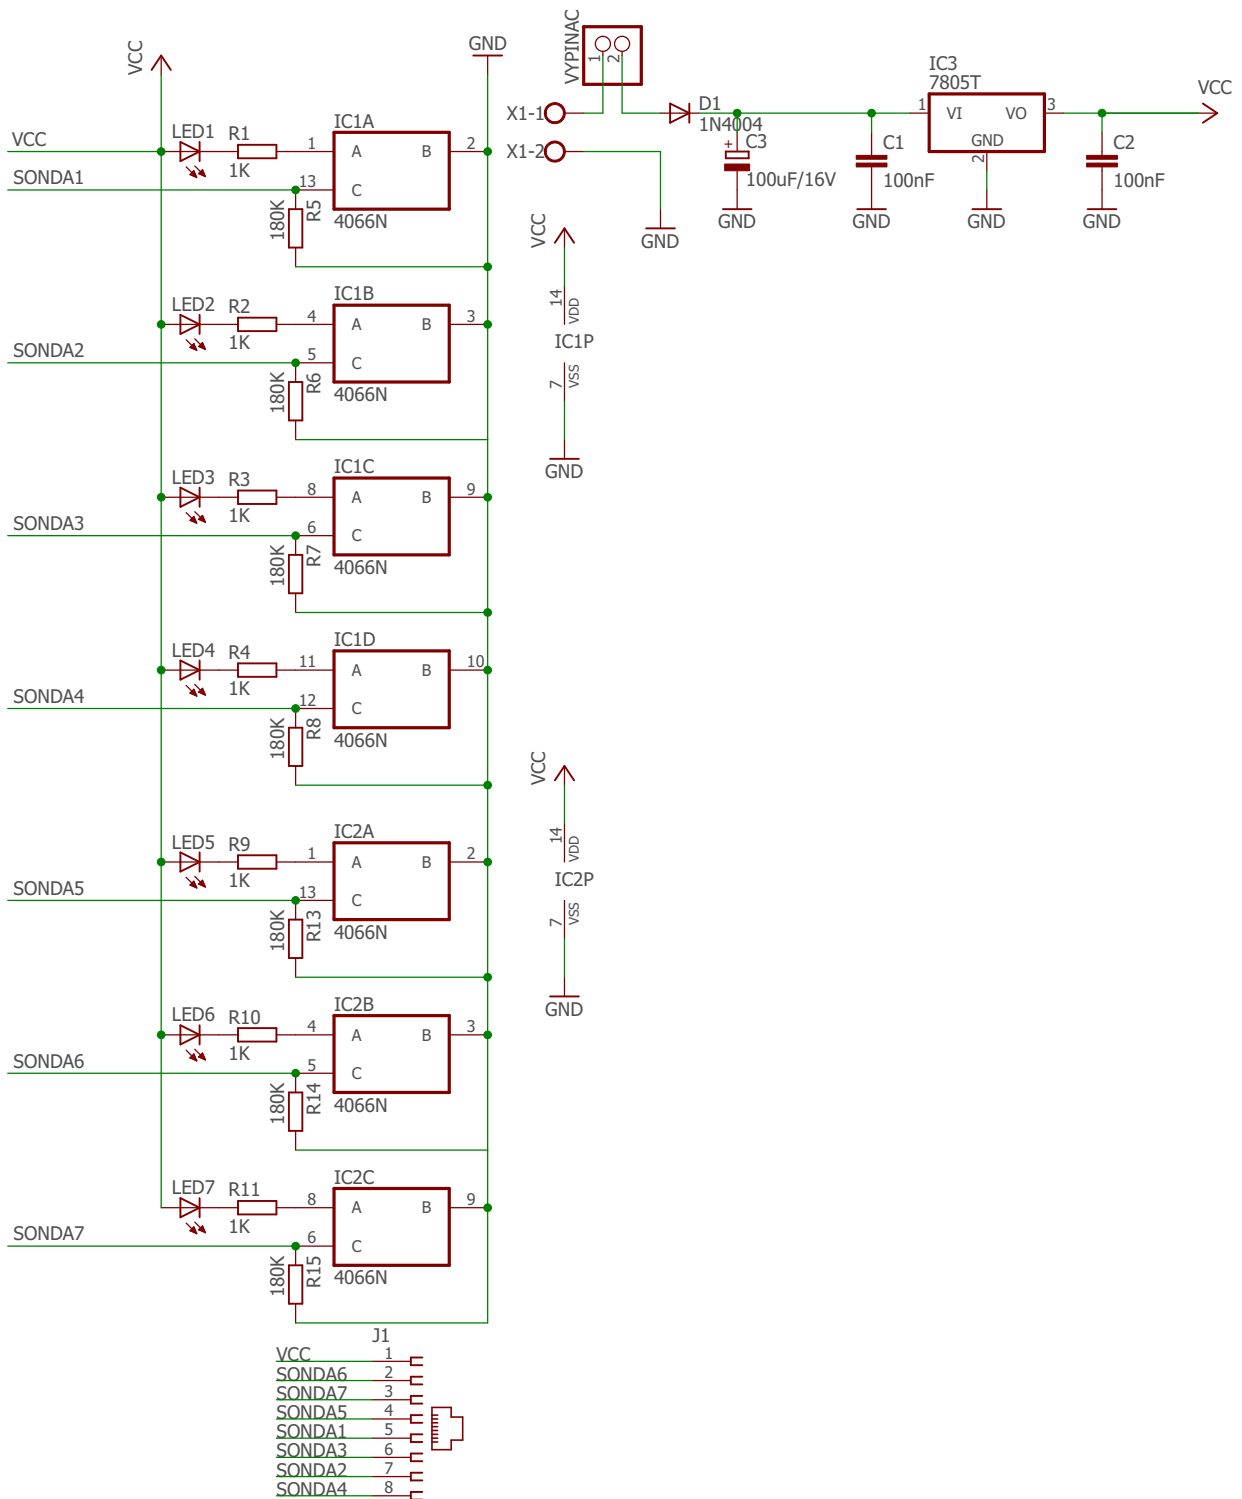 VCC
GND
VYPINAC
1
2
X1-1
X1-2
GND
D1
1N4004
+
C3
100uF/16V
GND
C1
100nF
GND
IC3
7805T
1
VI
VO
3
GND
2
GND
C2
100nF
GND
VCC
VCC
LED1
R1
1K
IC1A
1
A
B
2
SONDA1
13
C
180K
R5
4066N
LED2
R2
1K
IC1B
4
A
B
3
SONDA2
5
C
180K
R6
4066N
VCC
14
VDD
IC1P
7
VSS
GND
LED3
R3
1K
IC1C
8
A
B
9
SONDA3
6
C
180K
R7
4066N
LED4
R4
1K
IC1D
11
A
B
10
SONDA4
12
C
180K
R8
4066N
LED5
R9
1K
IC2A
1
A
B
2
SONDA5
13
C
180K
R13
4066N
VCC
14
VDD
IC2P
7
VSS
GND
LED6
R10
1K
IC2B
4
A
B
3
SONDA6
5
C
180K
R14
4066N
LED7
R11
1K
IC2C
8
A
B
9
SONDA7
6
C
180K
R15
4066N
J1
VCC 1
SONDA6 2
SONDA7 3
SONDA5 4
SONDA1 5
SONDA3 6
SONDA2 7
SONDA4 8